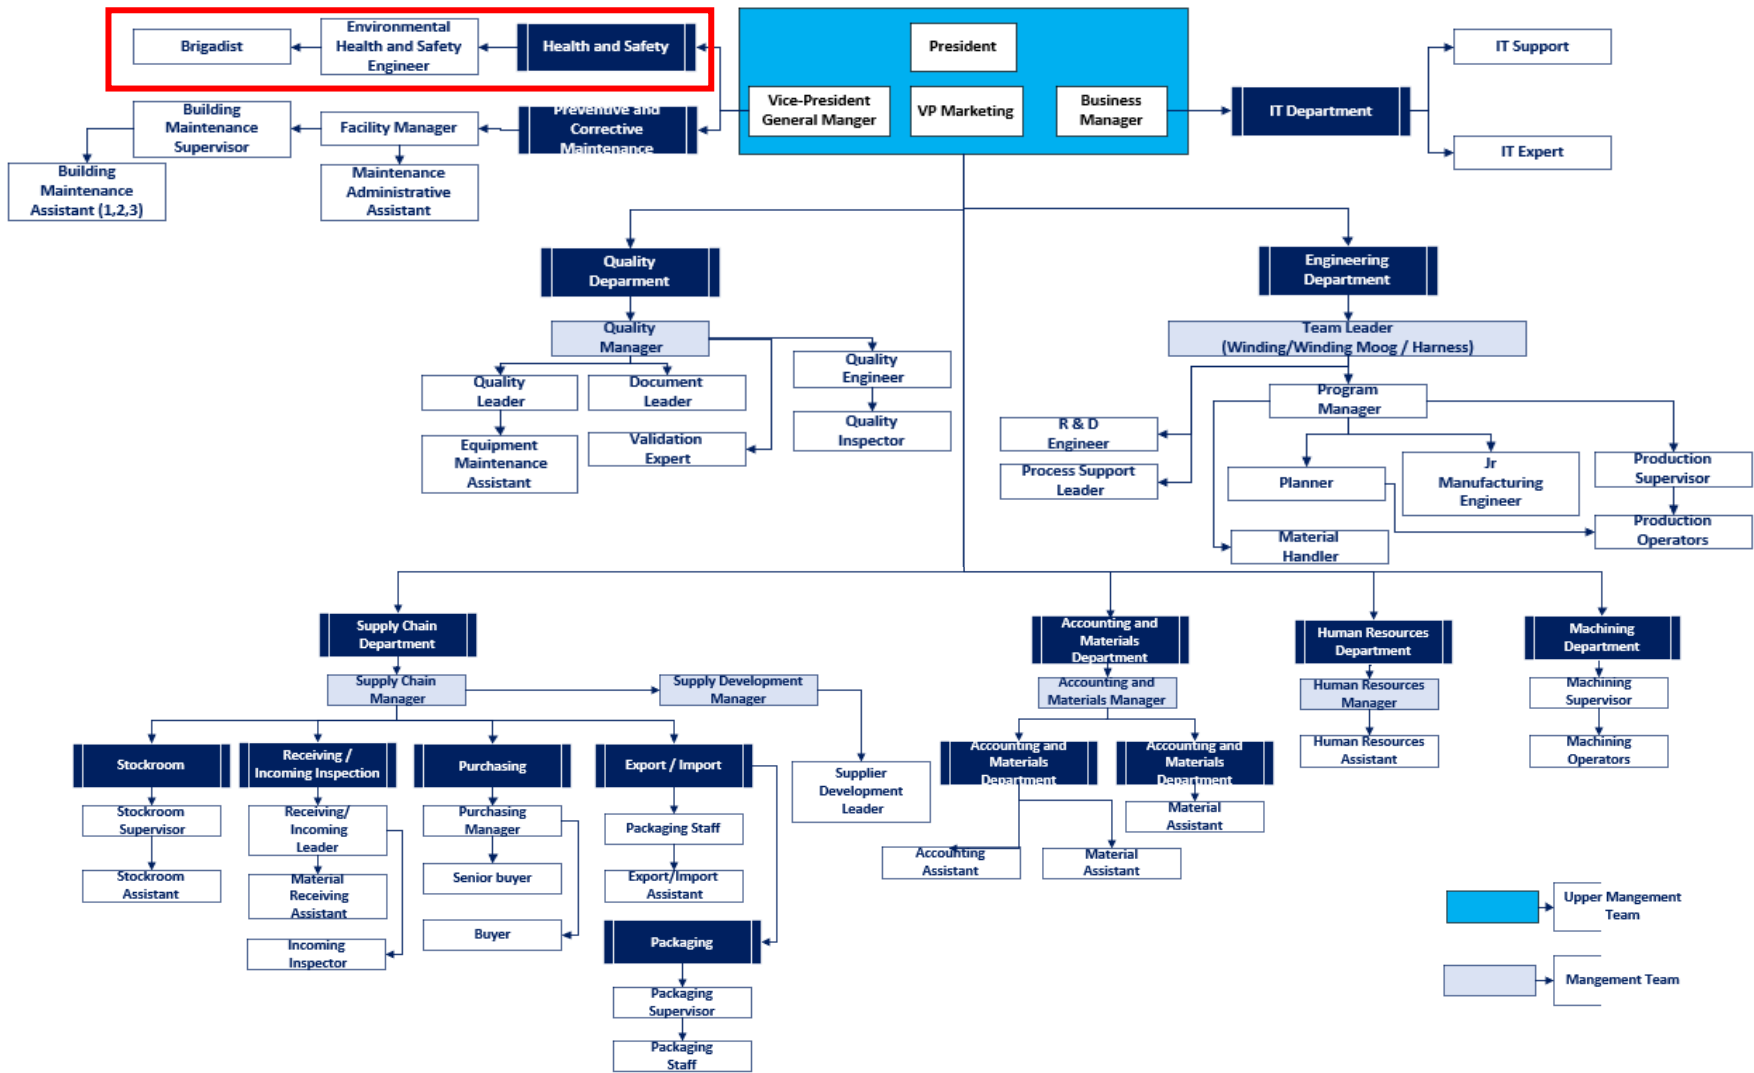 Brigadist
Environmental
Health and Safety
Engineer
Health and Safety
President
Vice-President
General Manger
VP Marketing
Business
Manager
IT Department
IT Support
IT Expert
Building
Maintenance
Supervisor
Facility Manager
Preventive and
Corrective
Maintenance
Building
Maintenance
Assistant (1,2,3)
Maintenance
Administrative
Assistant
Quality
Deparment
Engineering
Department
Quality
Manager
Team Leader
(Winding/Winding Moog / Harness)
Quality
Leader
Document
Leader
Quality
Engineer
Program
Manager
Equipment
Maintenance
Assistant
Validation
Expert
Quality
Inspector
R & D
Engineer
Process Support
Leader
Planner
Jr
Manufacturing
Engineer
Production
Supervisor
Material
Handler
Production
Operators
Supply Chain
Department
Accounting and
Materials
Department
Human Resources
Department
Machining
Department
Supply Chain
Manager
Supply Development
Manager
Accounting and
Materials Manager
Human Resources
Manager
Machining
Supervisor
Stockroom
Receiving /
Incoming Inspection
Purchasing
Export / Import
Supplier
Development
Leader
Accounting and
Materials
Department
Accounting and
Materials
Department
Human Resources
Assistant
Machining
Operators
Stockroom
Supervisor
Receiving/
Incoming
Leader
Purchasing
Manager
Packaging Staff
Material
Assistant
Stockroom
Assistant
Material
Receiving
Assistant
Senior buyer
Export/Import
Assistant
Accounting
Assistant
Material
Assistant
Incoming
Inspector
Buyer
Packaging
Packaging
Supervisor
Packaging
Staff
Upper Mangement
Team
Mangement Team